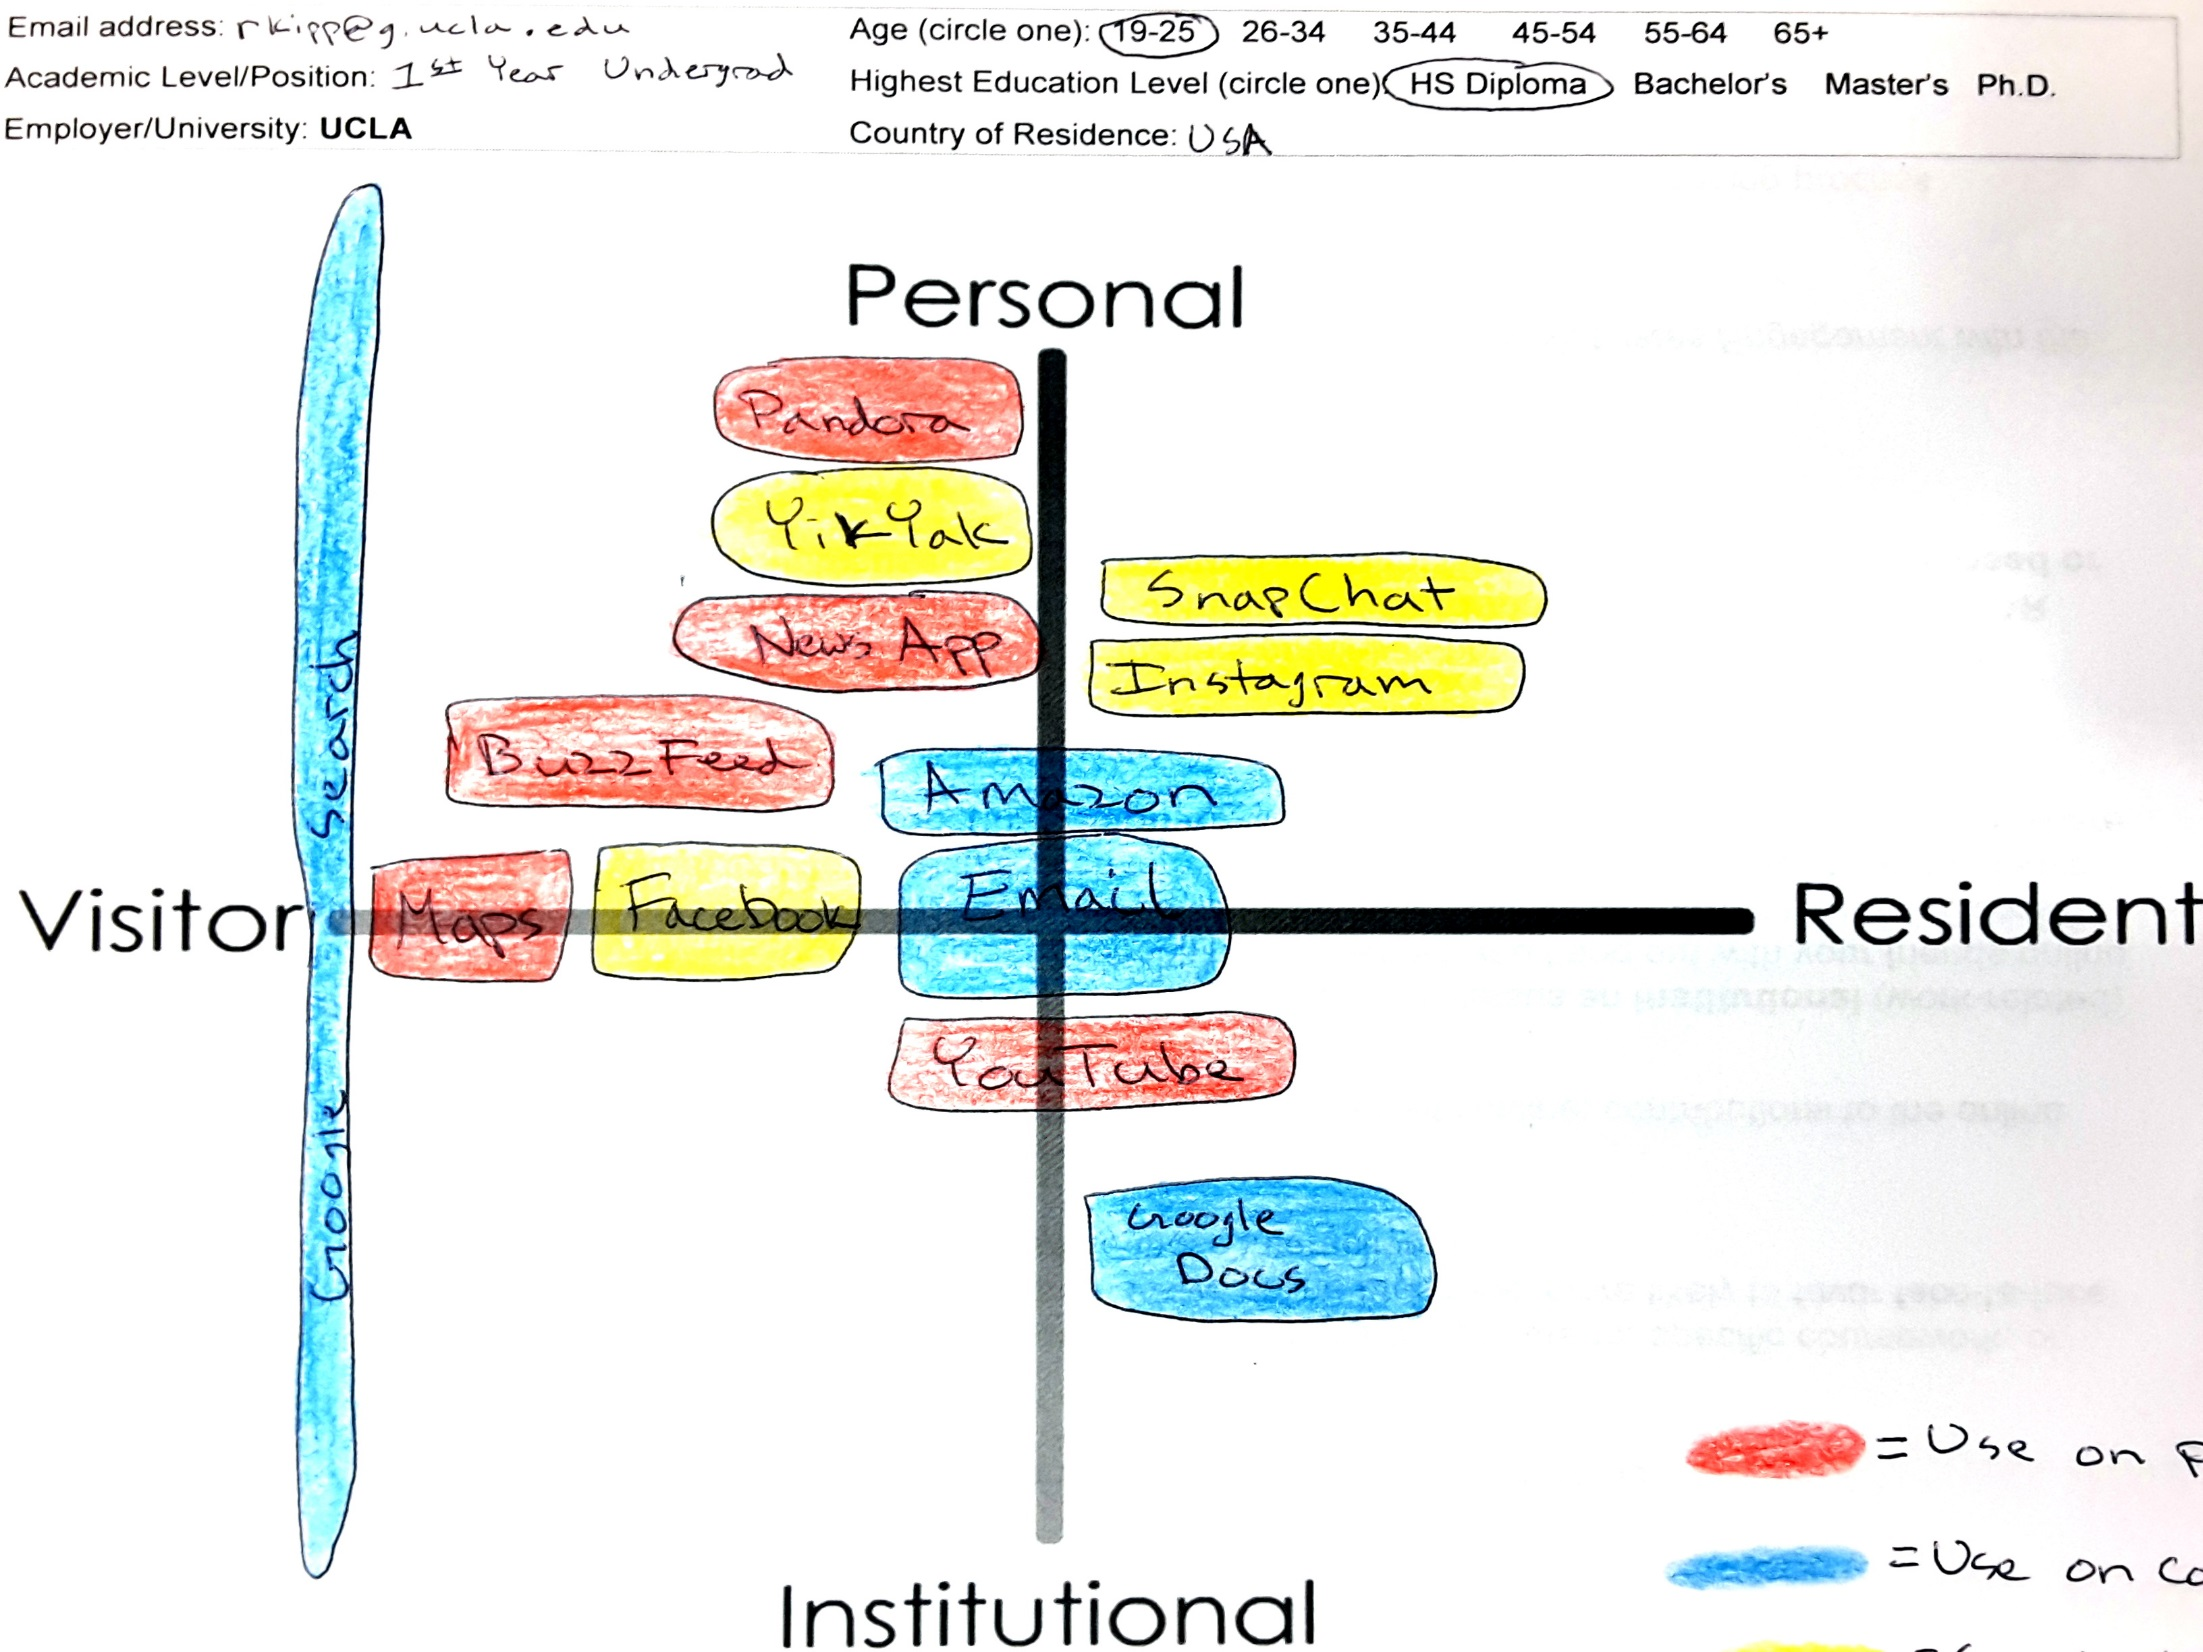 Email address: rkipp@g.ucla.edu
Age (circle one): 19-25 26-34 35-44 45-54 55-64 65+
Academic Level/Position: 1st Year Undergrad
Highest Education Level (circle one) HS Diploma Bachelor's Master's Ph.D.
Employer/University: UCLA
Country of Residence: USA
Personal
Pandora
YikYak
SnapChat
News App
Instagram
BuzzFeed
Amazon
Google Search
Visitor
Maps
Facebook
Email
Resident
YouTube
Google
Docs
= Use on
= Use on
Institutional